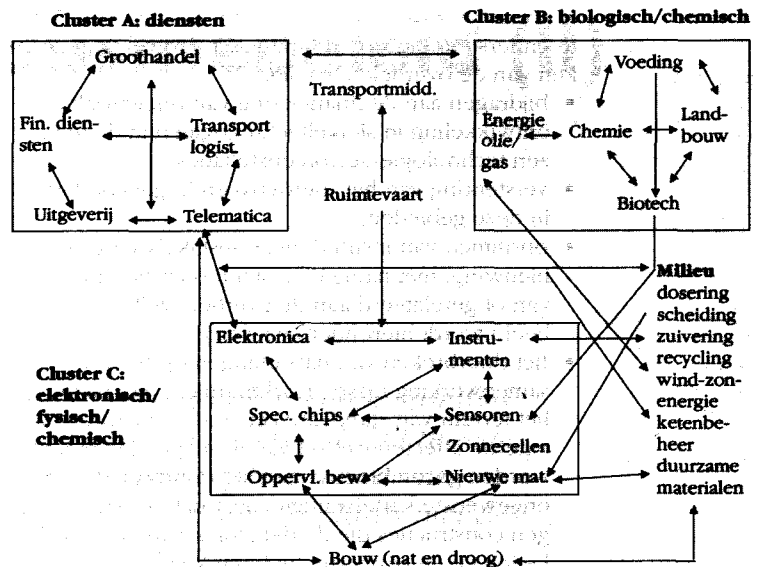 Cluster A: diensten
Groothandel
Fin. dien-
sten
Transport
logist.
Uitgeverij
Telematica
Transportmidd.
Ruimtevaart
Cluster B: biologisch/chemisch
Voeding
Energie
olie/
gas
Chemie
Land-
bouw
Biotech
Milieu
dosering
scheiding
zuivering
recycling
wind-zon-
energie
ketenbe-
heer
duurzame
materialen
Cluster C:
elektronisch/
fysisch/
chemisch
Elektronica
Instru-
menten
Spec. chips
Sensoren
Zonnecellen
Oppervl. bew.
Nieuwe mat.
Bouw (nat en droog)